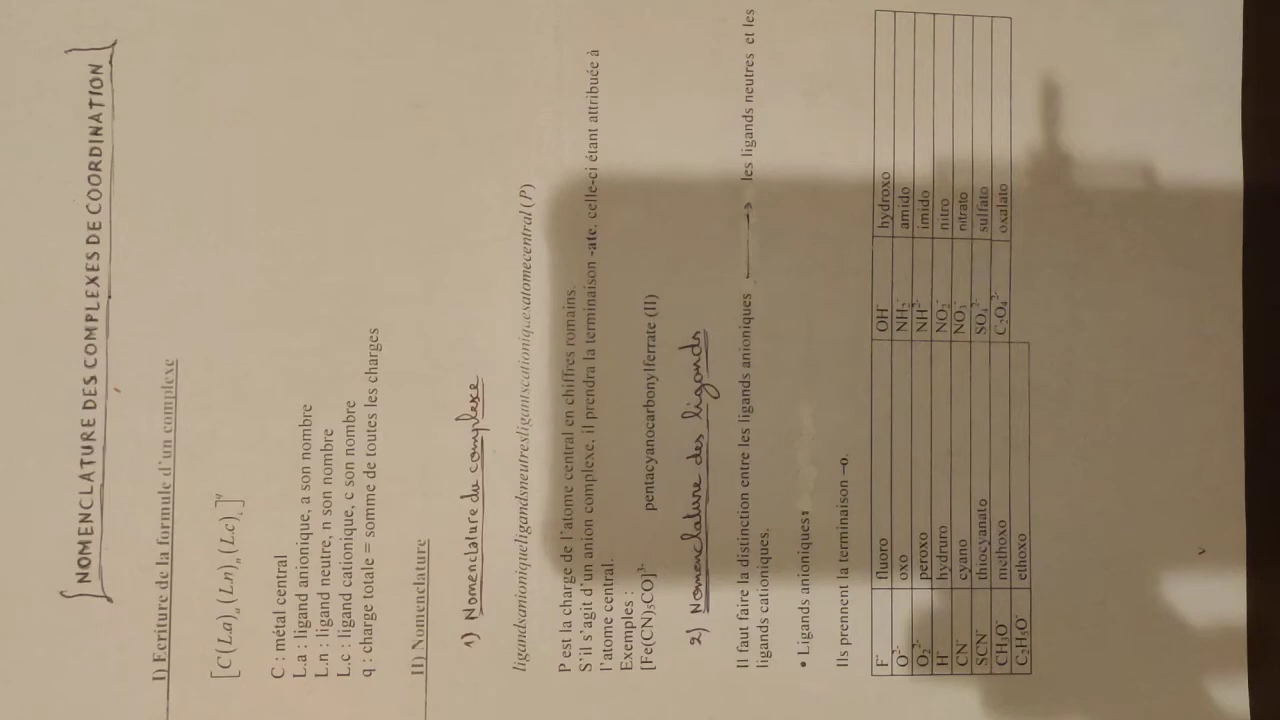 NOMENCLATURE DES COMPLEXES DE COORDINATION
I) Ecriture de la formule d'un complexe
[C(L.a)ₐ(L.n)ₙ(L.c)꜀]^q
C : métal central
L.a : ligand anionique, a son nombre
L.n : ligand neutre, n son nombre
L.c : ligand cationique, c son nombre
q : charge totale = somme de toutes les charges
II) Nomenclature
1) Nomenclature du complexe
ligandsanioniqueligandsneutresligantscationiquesatomecentral(P)
P est la charge de l'atome central en chiffres romains.
S'il s'agit d'un anion complexe, il prendra la terminaison -ate, celle-ci étant attribuée à
l'atome central.
Exemples :
[Fe(CN)₅CO]³⁻ pentacyanocarbonylferrate (II)
2) Nomenclature des ligands
Il faut faire la distinction entre les ligands anioniques → les ligands neutres et les
ligands cationiques.
• Ligands anioniques:
Ils prennent la terminaison –o.
F⁻ fluoro OH⁻ hydroxo
O²⁻ oxo NH₂⁻ amido
O₂²⁻ peroxo NH²⁻ imido
H⁻ hydruro NO₂⁻ nitro
CN⁻ cyano NO₃⁻ nitrato
SCN⁻ thiocyanato SO₄²⁻ sulfato
CH₃O⁻ methoxo C₂O₄²⁻ oxalato
C₂H₅O⁻ ethoxo